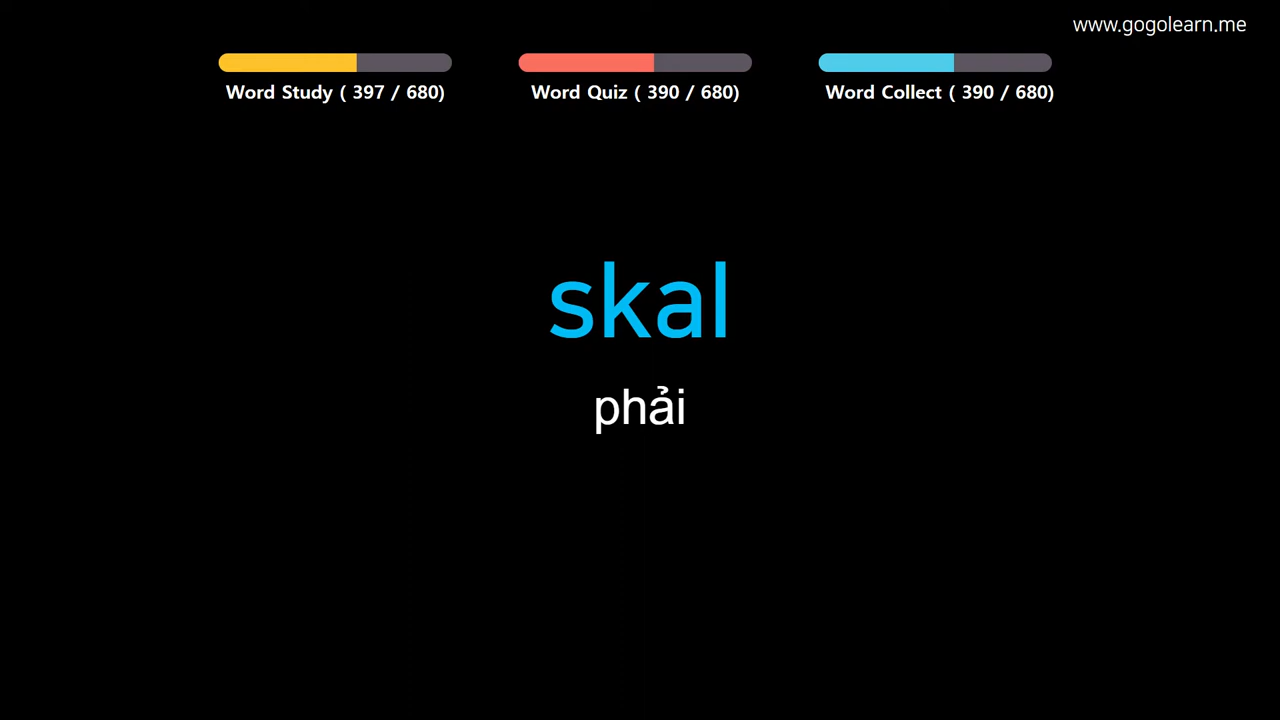 www.gogolearn.me
Word Study ( 397 / 680)
Word Quiz ( 390 / 680)
Word Collect ( 390 / 680)
skal
phải